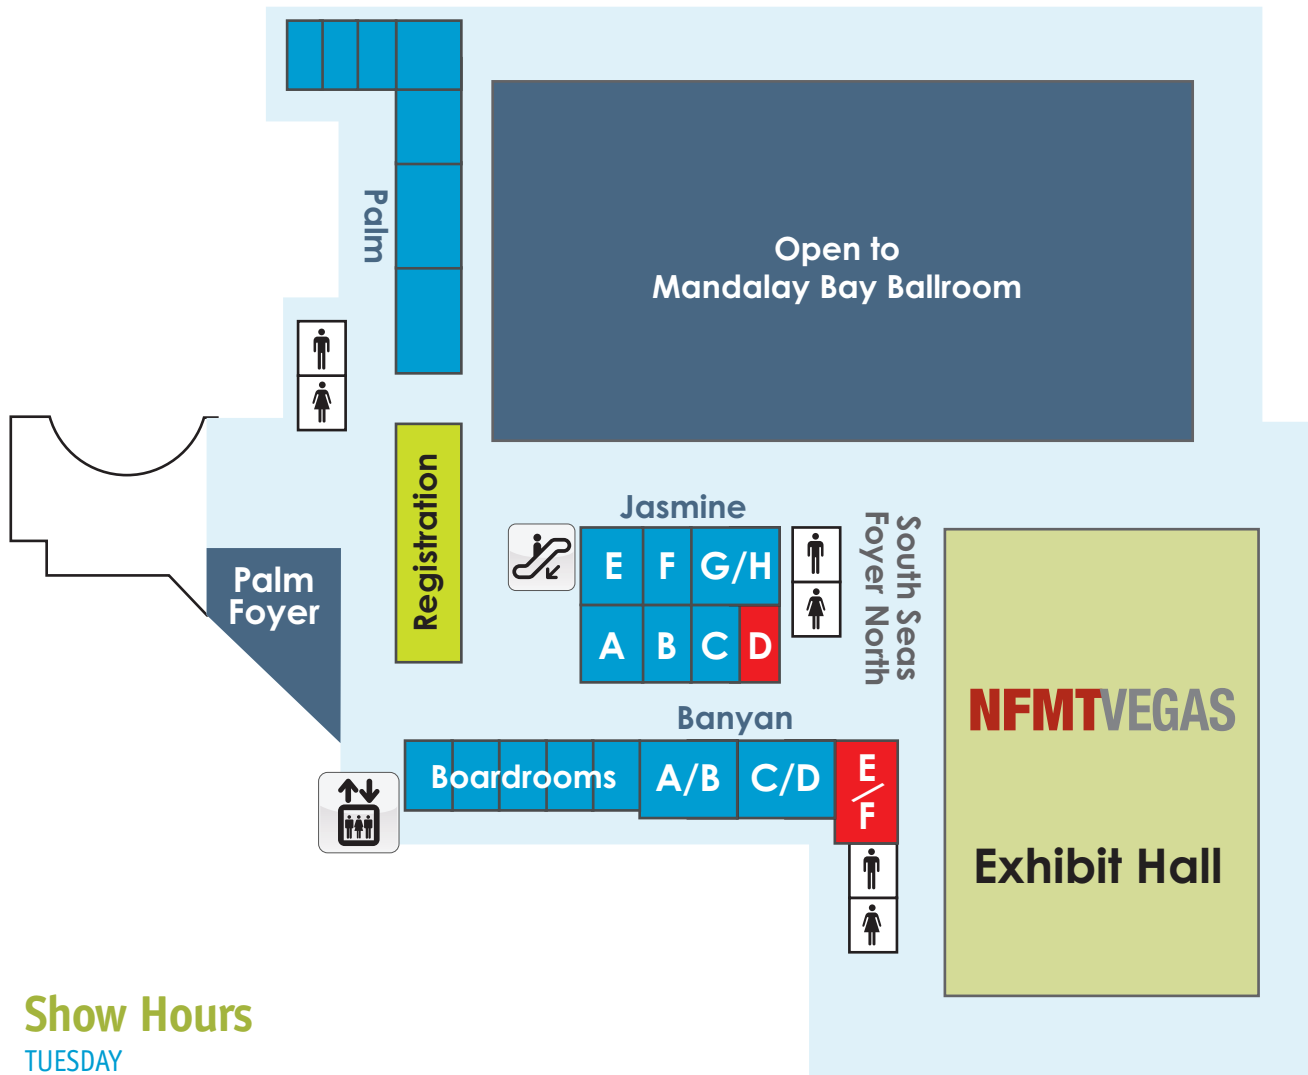 Palm
Open to
Mandalay Bay Ballroom
Registration
Palm
Foyer
Jasmine
E F G/H
A B C D
South Seas
Foyer North
Banyan
Boardrooms A/B C/D E/F
NFMTVEGAS
Exhibit Hall
Show Hours
TUESDAY